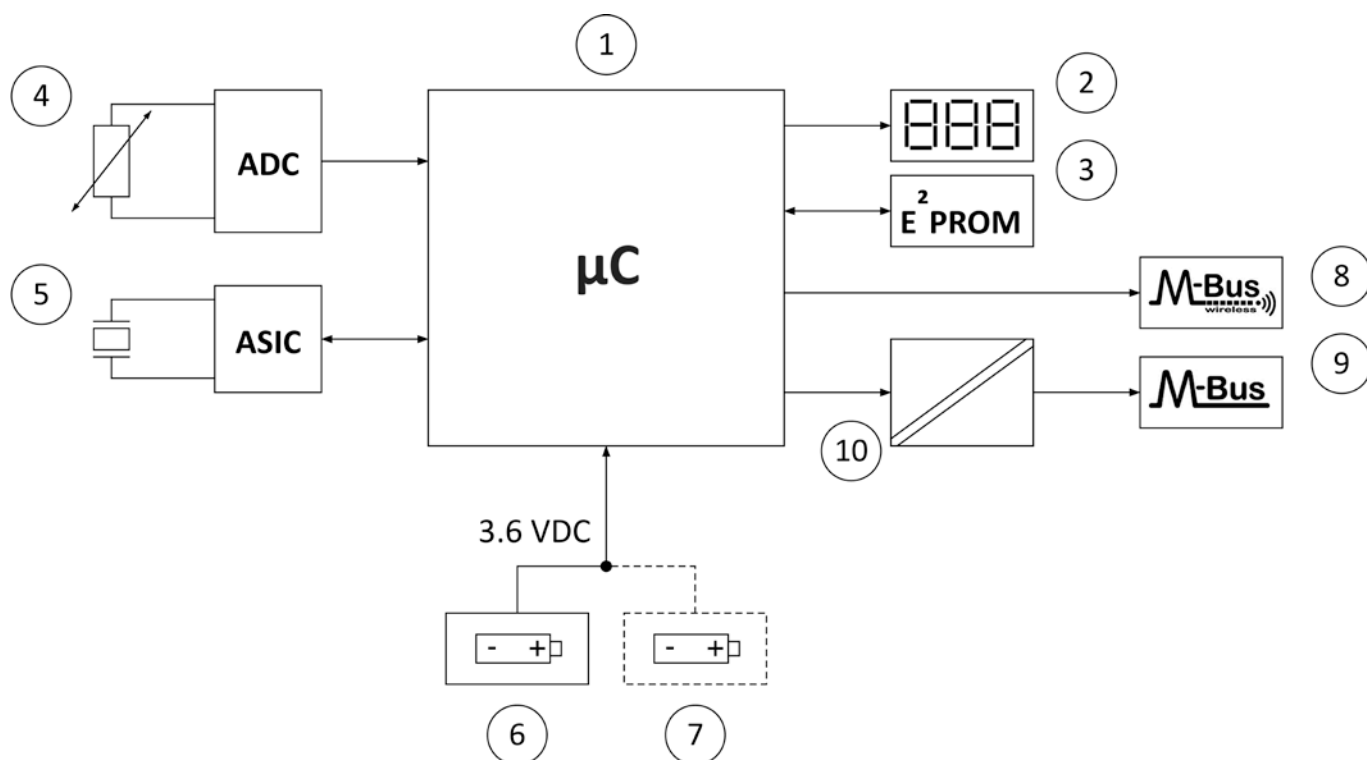 1
2
4
888
ADC
3
E²PROM
µC
5
8
M-Bus
wireless
ASIC
9
M-Bus
10
3.6 VDC
- +
- +
6
7